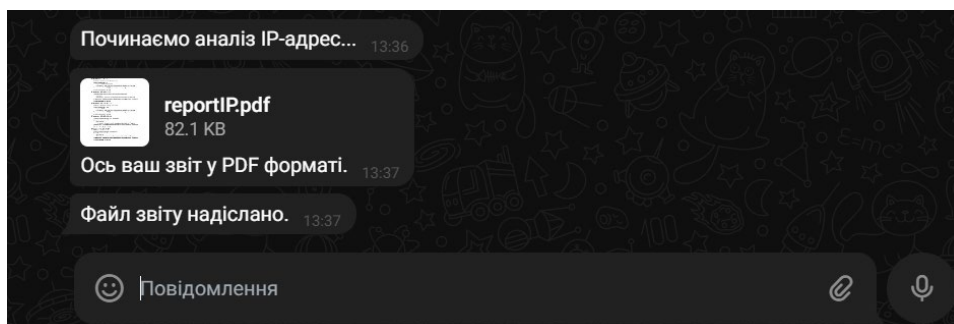 Починаємо аналіз IP-адрес... 13:36
reportIP.pdf
82.1 KB
Ось ваш звіт у PDF форматі. 13:37
Файл звіту надіслано. 13:37
Повідомлення